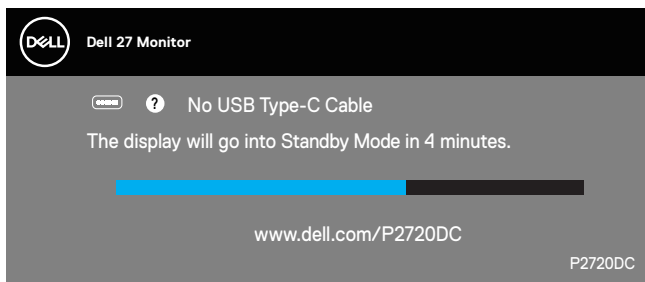 DELL
Dell 27 Monitor
? No USB Type-C Cable
The display will go into Standby Mode in 4 minutes.
www.dell.com/P2720DC
P2720DC